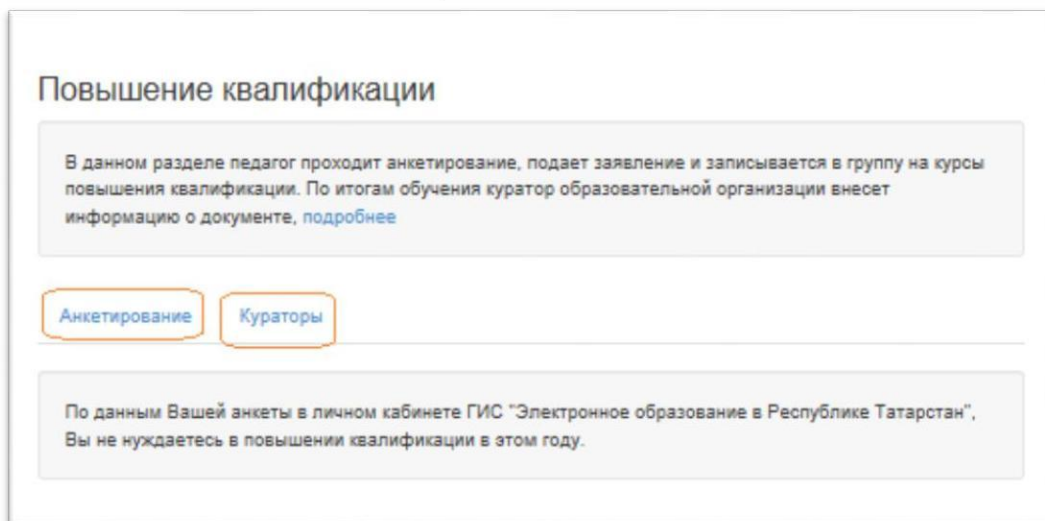 Повышение квалификации
В данном разделе педагог проходит анкетирование, подает заявление и записывается в группу на курсы
повышения квалификации. По итогам обучения куратор образовательной организации внесет
информацию о документе, подробнее
Анкетирование Кураторы
По данным Вашей анкеты в личном кабинете ГИС "Электронное образование в Республике Татарстан",
Вы не нуждаетесь в повышении квалификации в этом году.